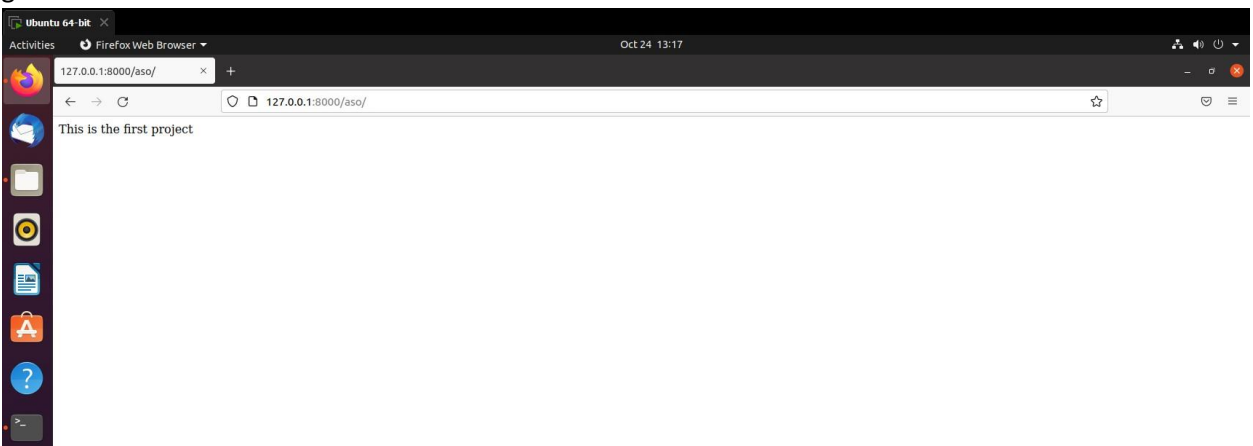 Ubuntu 64-bit
Activities Firefox Web Browser Oct 24 13:17
127.0.0.1:8000/aso/
127.0.0.1:8000/aso/
This is the first project